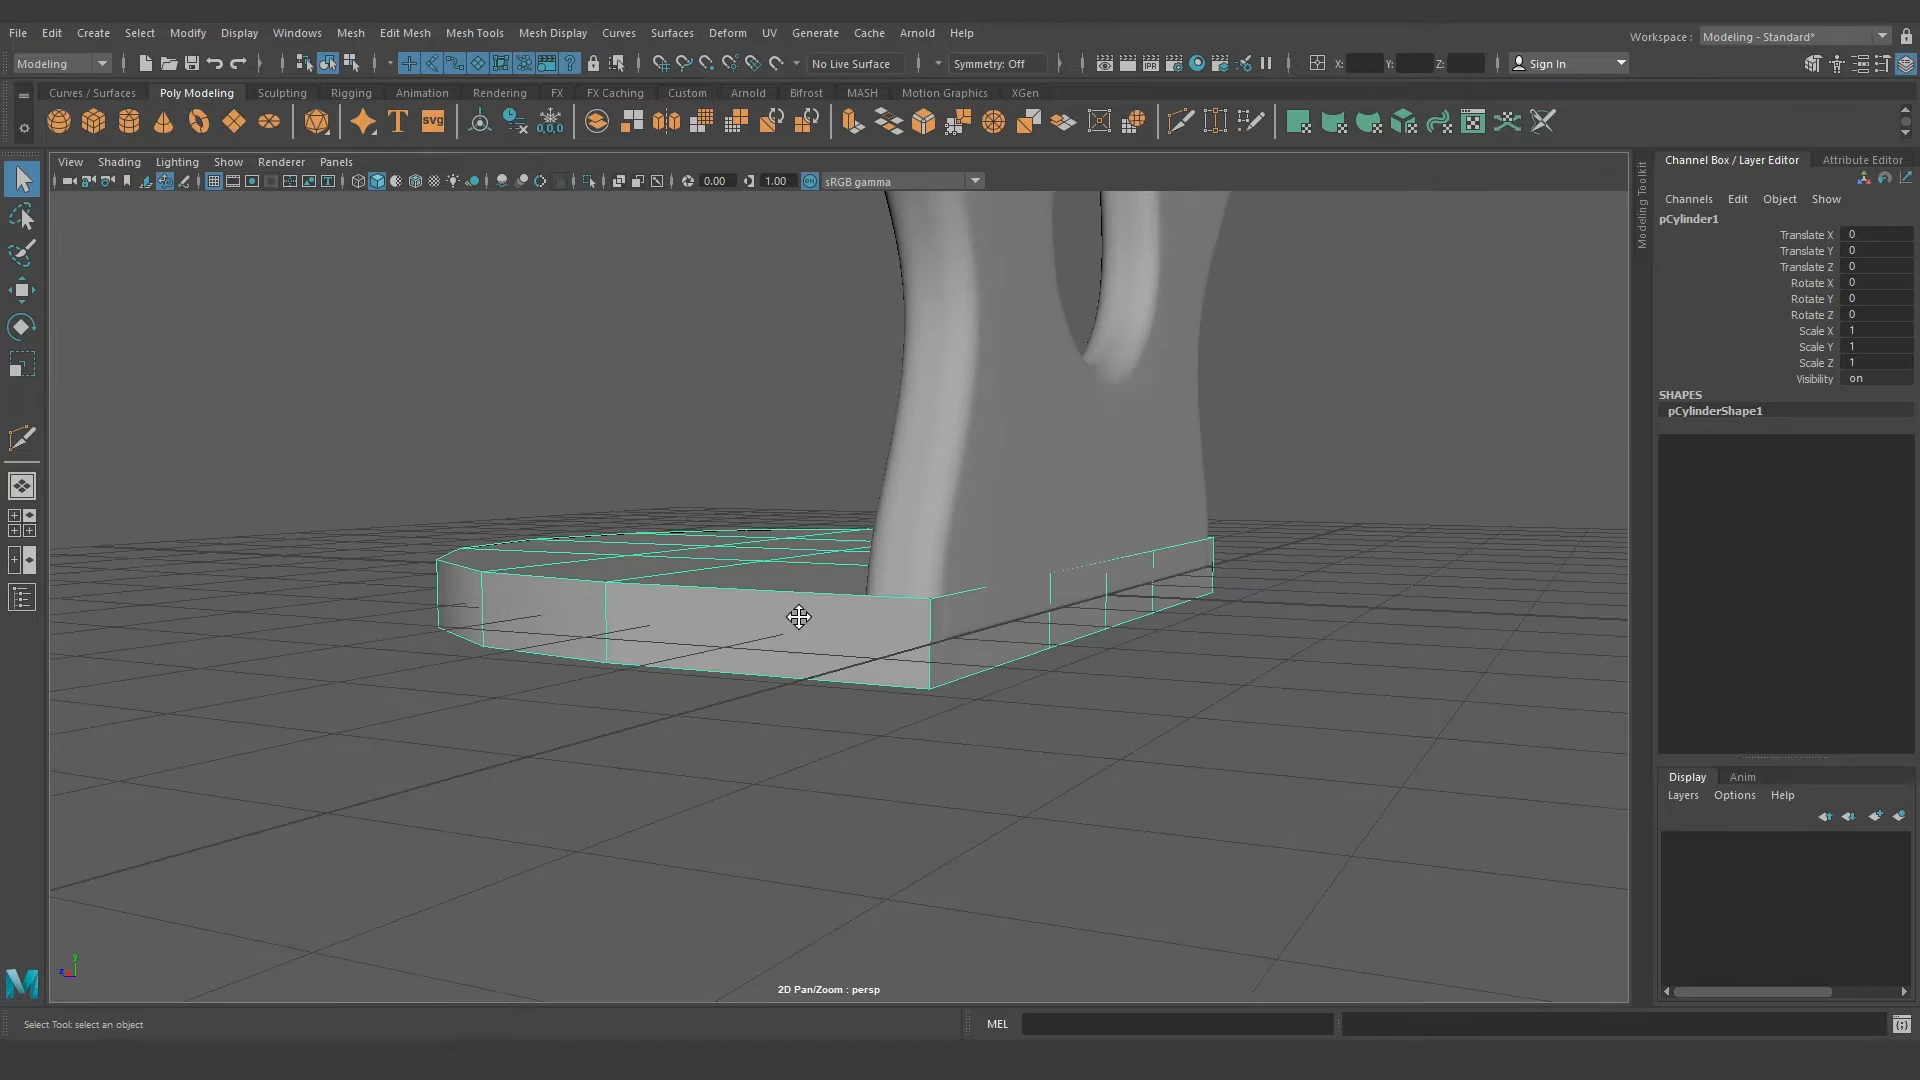 File Edit Create Select Modify Display Windows Mesh Edit Mesh Mesh Tools Mesh Display Curves Surfaces Deform UV Generate Cache Arnold Help
Workspace : Modeling - Standard*
Modeling No Live Surface Symmetry: Off X: Y: Z: Sign In
Curves / Surfaces Poly Modeling Sculpting Rigging Animation Rendering FX FX Caching Custom Arnold Bifrost MASH Motion Graphics XGen
T svg 0,0,0
View Shading Lighting Show Renderer Panels
0.00 1.00 sRGB gamma
Modeling Toolkit
Channel Box / Layer Editor Attribute Editor
Channels Edit Object Show
pCylinder1
Translate X 0
Translate Y 0
Translate Z 0
Rotate X 0
Rotate Y 0
Rotate Z 0
Scale X 1
Scale Y 1
Scale Z 1
Visibility on
SHAPES
pCylinderShape1
Display Anim
Layers Options Help
y
z
2D Pan/Zoom : persp
Select Tool: select an object
MEL